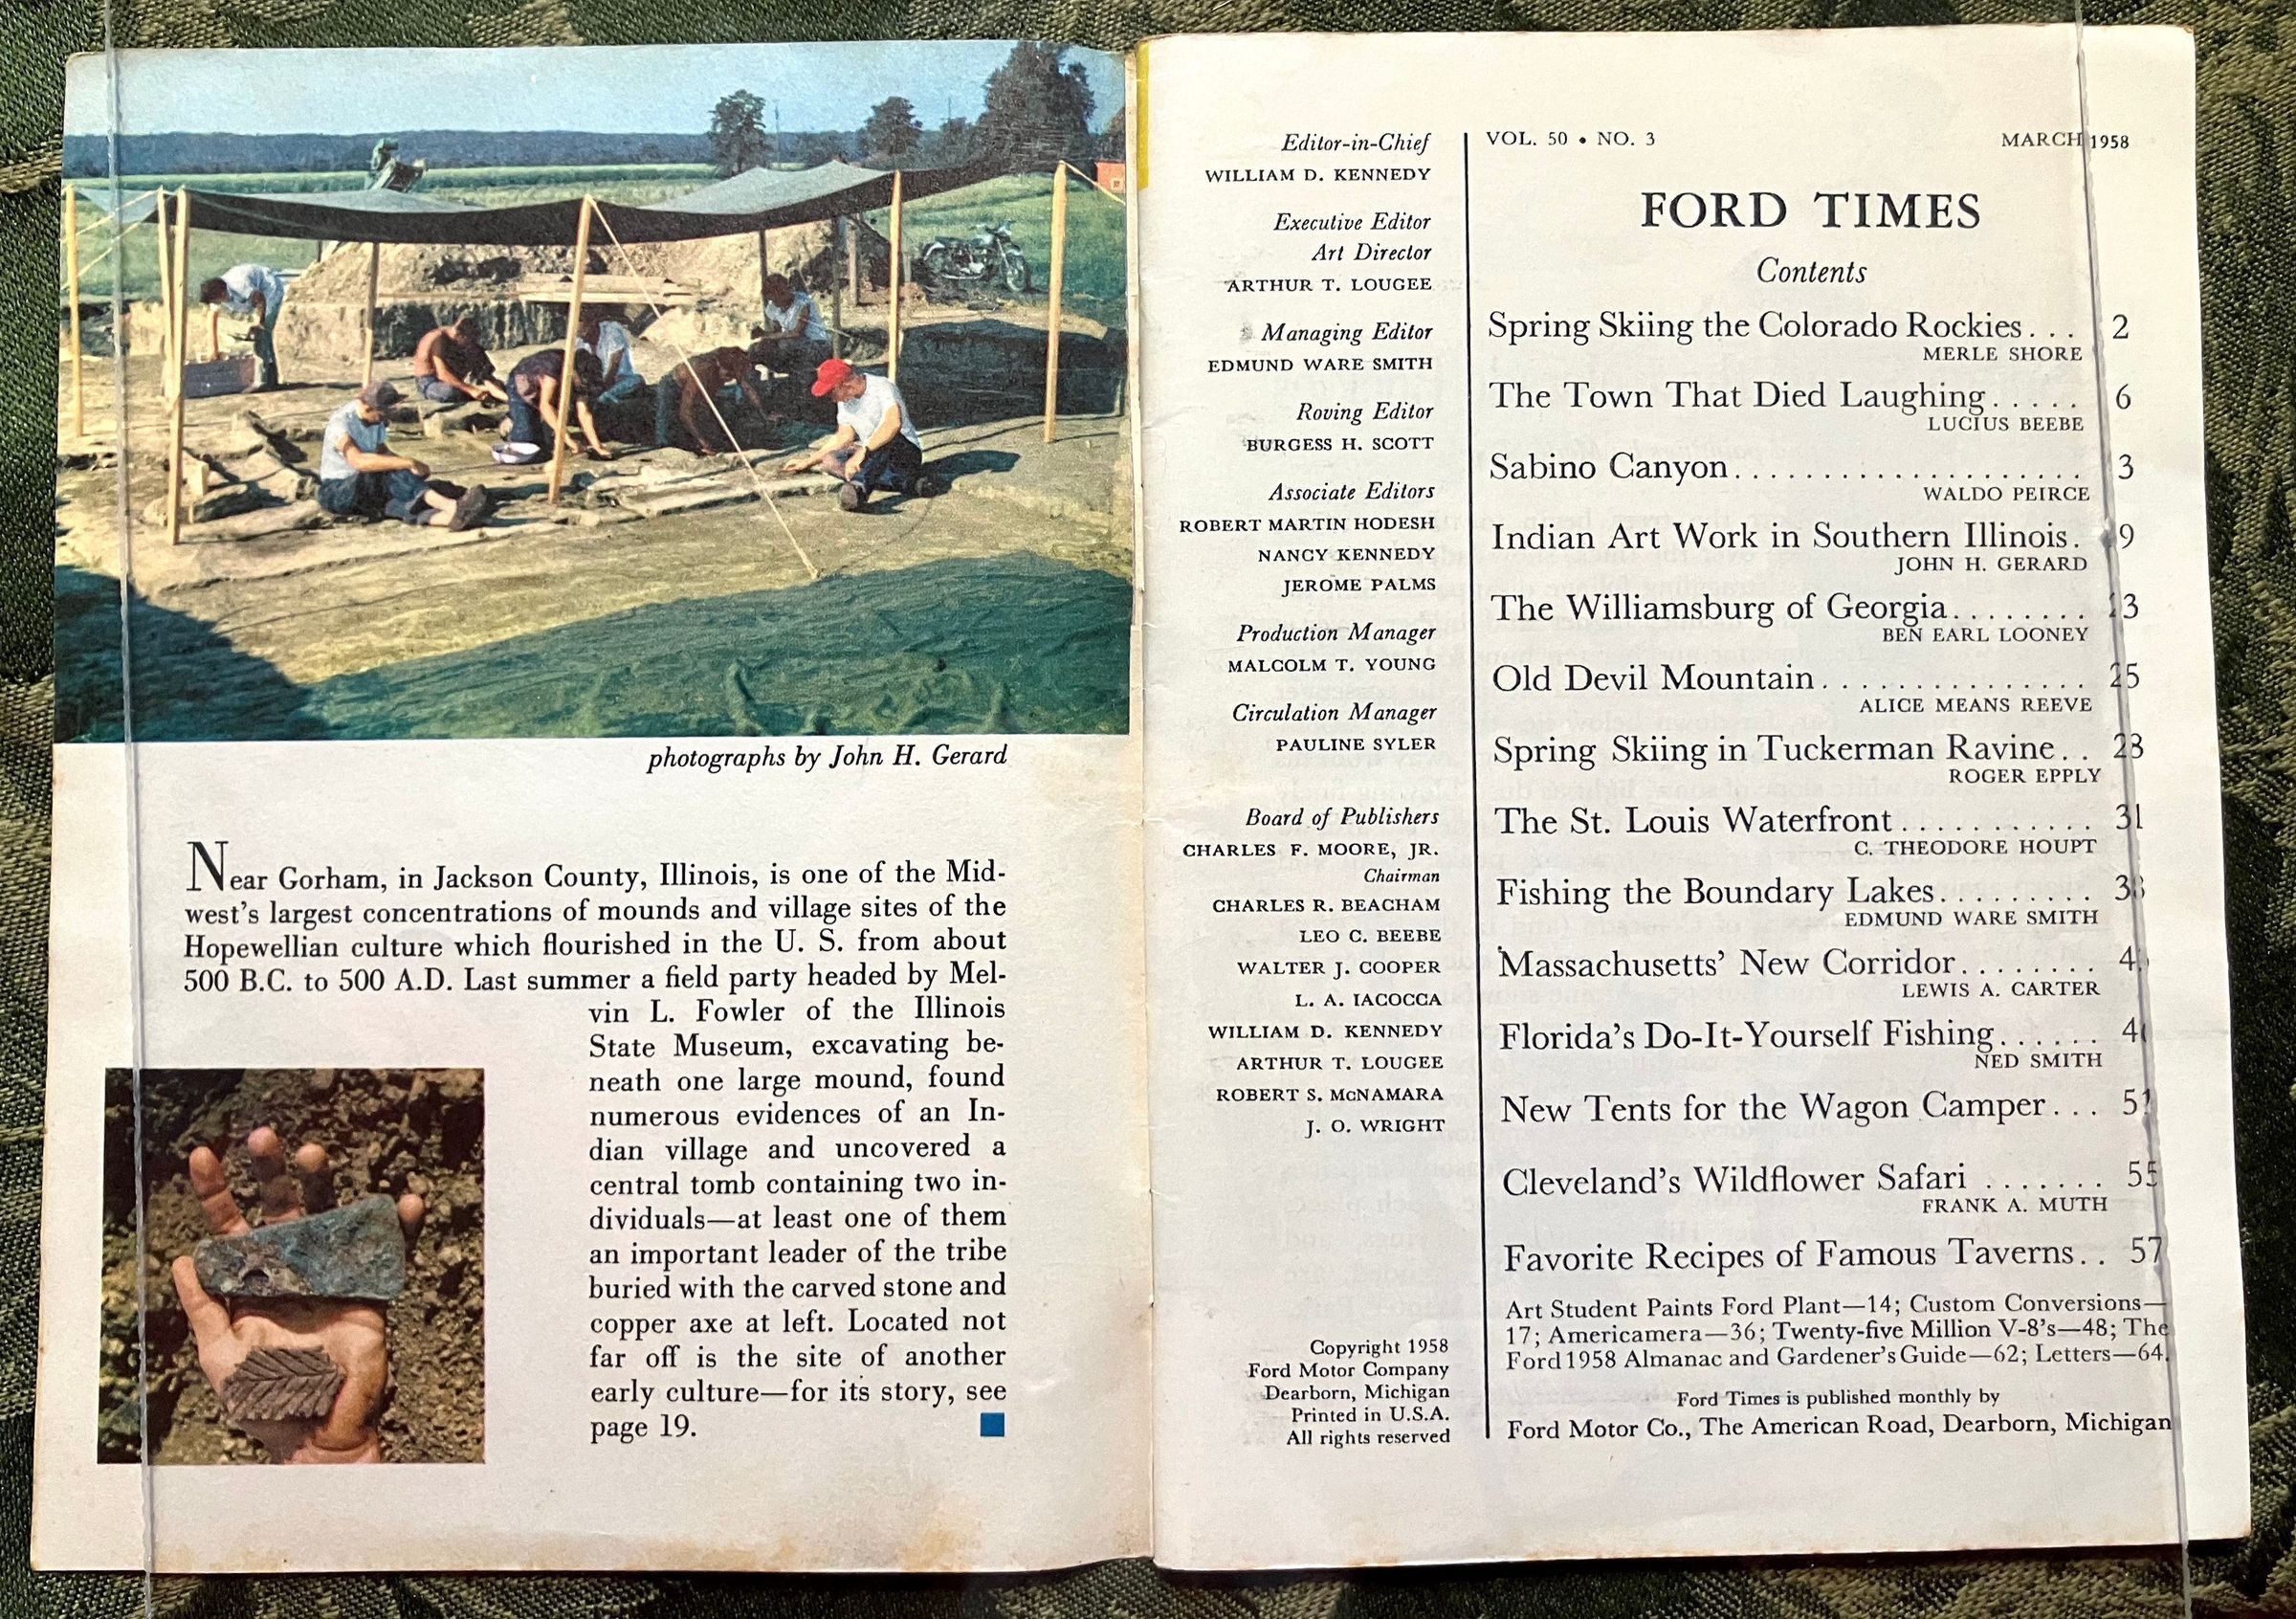 photographs by John H. Gerard
Near Gorham, in Jackson County, Illinois, is one of the Mid-
west's largest concentrations of mounds and village sites of the
Hopewellian culture which flourished in the U. S. from about
500 B.C. to 500 A.D. Last summer a field party headed by Mel-
vin L. Fowler of the Illinois
State Museum, excavating be-
neath one large mound, found
numerous evidences of an In-
dian village and uncovered a
central tomb containing two in-
dividuals—at least one of them
an important leader of the tribe
buried with the carved stone and
copper axe at left. Located not
far off is the site of another
early culture—for its story, see
page 19.
Editor-in-Chief
WILLIAM D. KENNEDY
Executive Editor
Art Director
ARTHUR T. LOUGEE
Managing Editor
EDMUND WARE SMITH
Roving Editor
BURGESS H. SCOTT
Associate Editors
ROBERT MARTIN HODESH
NANCY KENNEDY
JEROME PALMS
Production Manager
MALCOLM T. YOUNG
Circulation Manager
PAULINE SYLER
Board of Publishers
CHARLES F. MOORE, JR.
Chairman
CHARLES R. BEACHAM
LEO C. BEEBE
WALTER J. COOPER
L. A. IACOCCA
WILLIAM D. KENNEDY
ARTHUR T. LOUGEE
ROBERT S. McNAMARA
J. O. WRIGHT
Copyright 1958
Ford Motor Company
Dearborn, Michigan
Printed in U.S.A.
All rights reserved
VOL. 50 • NO. 3 MARCH 1958
FORD TIMES
Contents
Spring Skiing the Colorado Rockies... 2
MERLE SHORE
The Town That Died Laughing..... 6
LUCIUS BEEBE
Sabino Canyon....................
WALDO PEIRCE
Indian Art Work in Southern Illinois. 19
JOHN H. GERARD
The Williamsburg of Georgia........ 23
BEN EARL LOONEY
Old Devil Mountain............... 25
ALICE MEANS REEVE
Spring Skiing in Tuckerman Ravine.. 28
ROGER EPPLY
The St. Louis Waterfront........... 31
C. THEODORE HOUPT
Fishing the Boundary Lakes.........
EDMUND WARE SMITH
Massachusetts' New Corridor........
LEWIS A. CARTER
Florida's Do-It-Yourself Fishing......
NED SMITH
New Tents for the Wagon Camper... 51
Cleveland's Wildflower Safari ....... 55
FRANK A. MUTH
Favorite Recipes of Famous Taverns.. 57
Art Student Paints Ford Plant—14; Custom Conversions—
17; Americamera—36; Twenty-five Million V-8's—48; The
Ford 1958 Almanac and Gardener's Guide—62; Letters—64.
Ford Times is published monthly by
Ford Motor Co., The American Road, Dearborn, Michigan